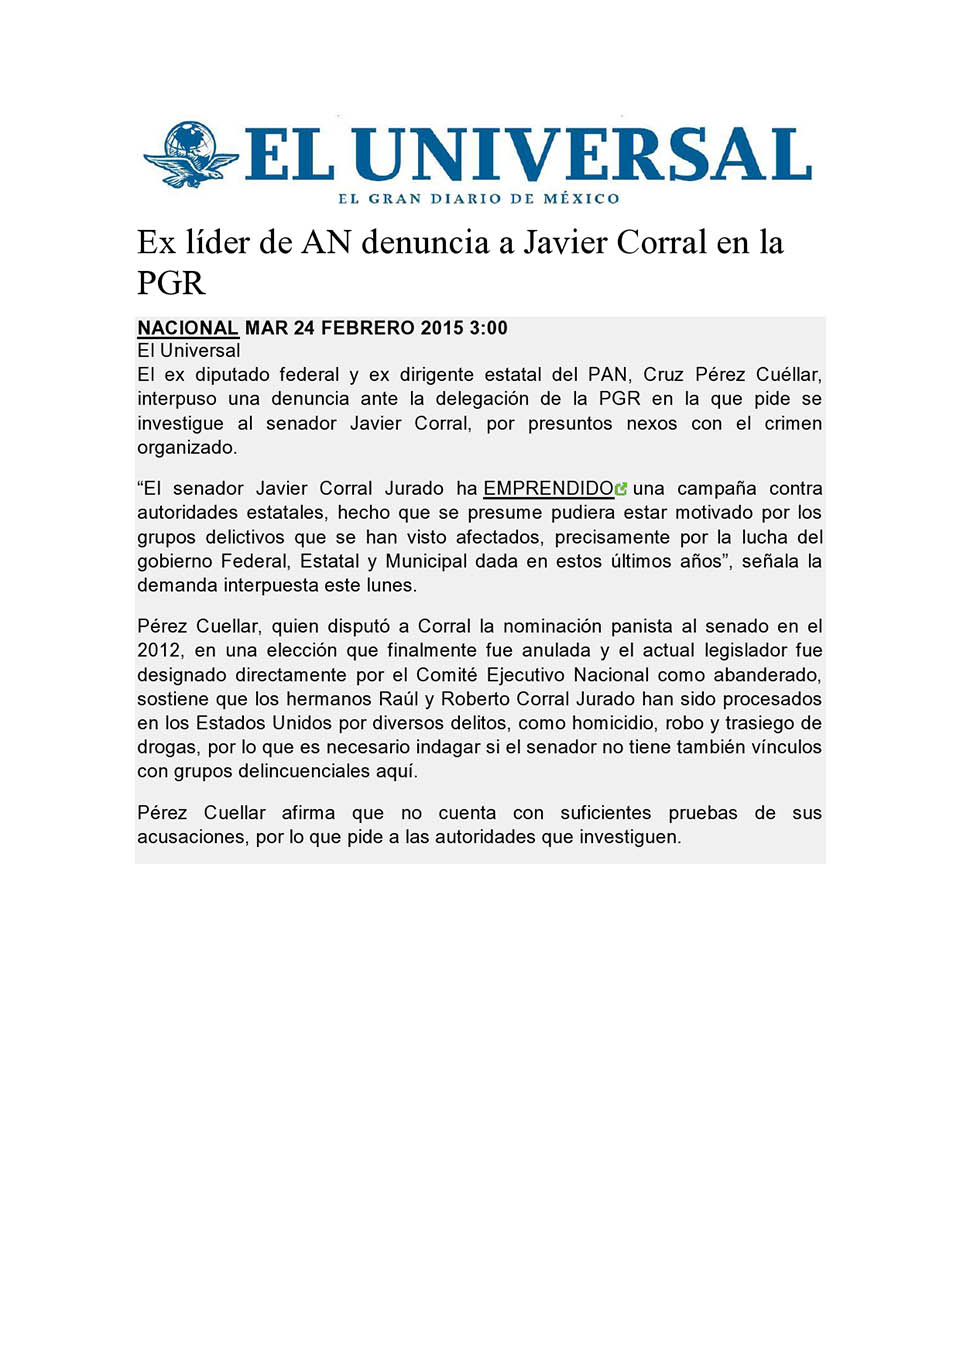 EL UNIVERSAL
EL GRAN DIARIO DE MÉXICO
Ex líder de AN denuncia a Javier Corral en la
PGR
NACIONAL MAR 24 FEBRERO 2015 3:00
El Universal
El ex diputado federal y ex dirigente estatal del PAN, Cruz Pérez Cuéllar,
interpuso una denuncia ante la delegación de la PGR en la que pide se
investigue al senador Javier Corral, por presuntos nexos con el crimen
organizado.
“El senador Javier Corral Jurado ha EMPRENDIDO una campaña contra
autoridades estatales, hecho que se presume pudiera estar motivado por los
grupos delictivos que se han visto afectados, precisamente por la lucha del
gobierno Federal, Estatal y Municipal dada en estos últimos años”, señala la
demanda interpuesta este lunes.
Pérez Cuellar, quien disputó a Corral la nominación panista al senado en el
2012, en una elección que finalmente fue anulada y el actual legislador fue
designado directamente por el Comité Ejecutivo Nacional como abanderado,
sostiene que los hermanos Raúl y Roberto Corral Jurado han sido procesados
en los Estados Unidos por diversos delitos, como homicidio, robo y trasiego de
drogas, por lo que es necesario indagar si el senador no tiene también vínculos
con grupos delincuenciales aquí.
Pérez Cuellar afirma que no cuenta con suficientes pruebas de sus
acusaciones, por lo que pide a las autoridades que investiguen.